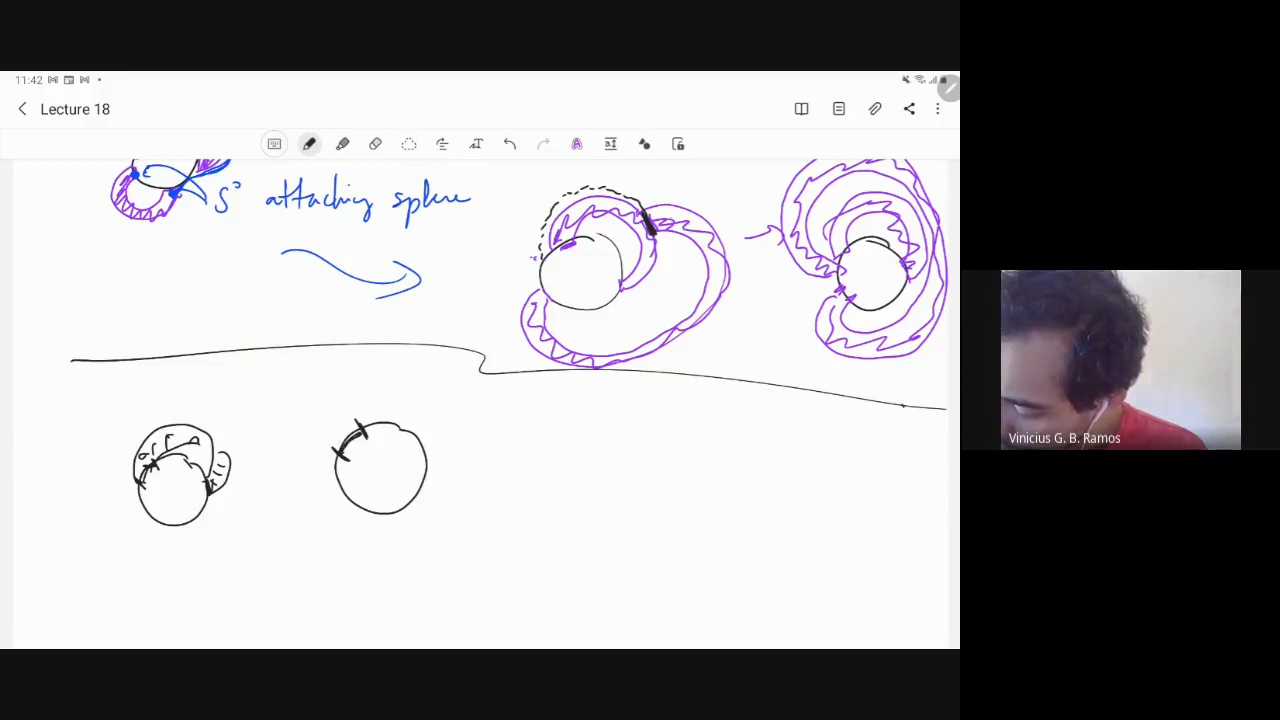 11:42
Lecture 18
S⁰ attaching sphere
Vinicius G. B. Ramos